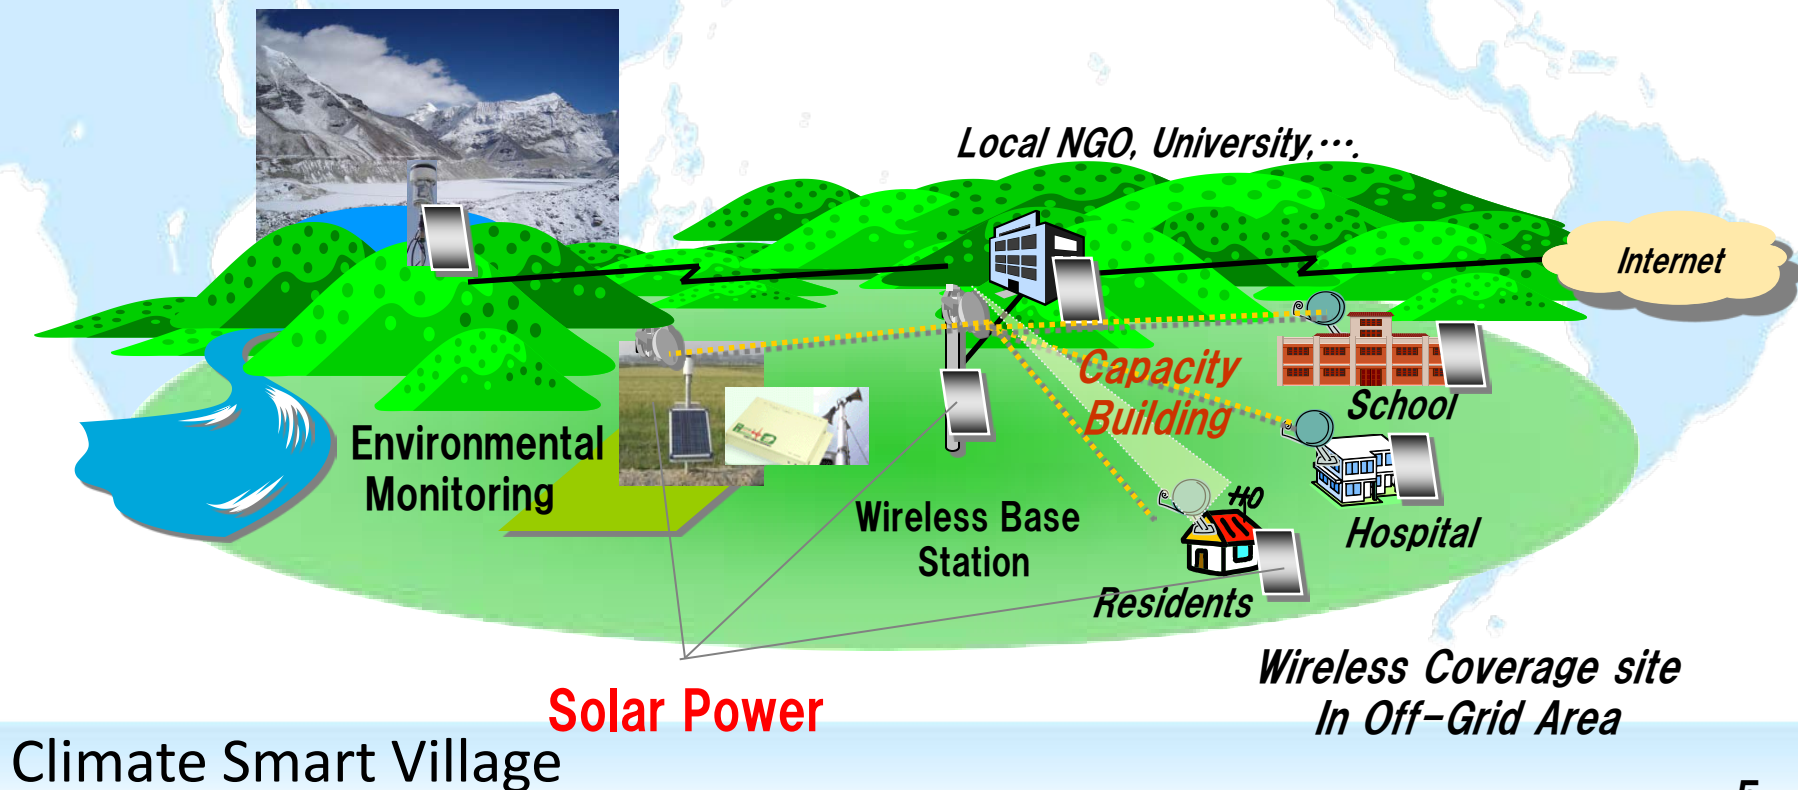 Local NGO, University,….
Internet
Capacity
Building
School
Environmental
Monitoring
Wireless Base
Station
Hospital
Residents
Wireless Coverage site
In Off-Grid Area
Solar Power
Climate Smart Village